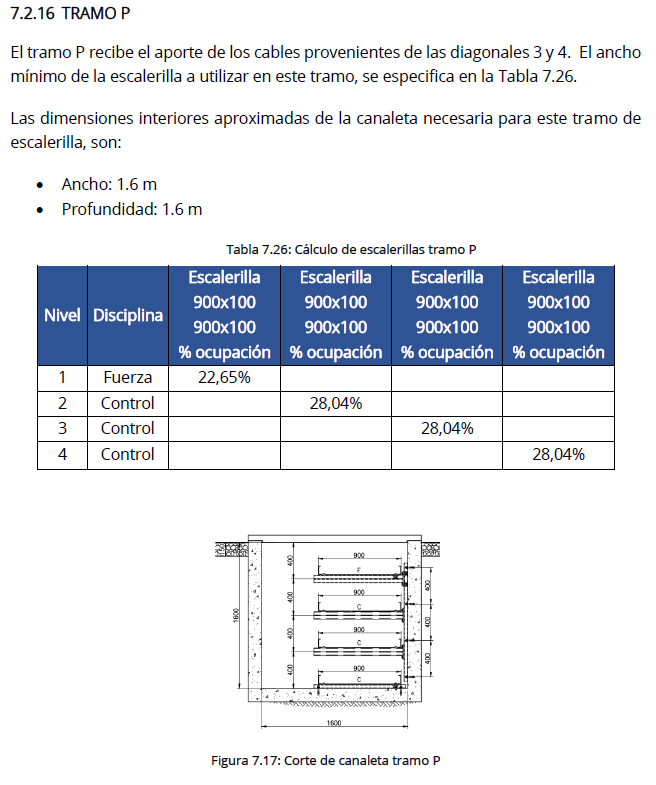 7.2.16 TRAMO P
El tramo P recibe el aporte de los cables provenientes de las diagonales 3 y 4. El ancho
mínimo de la escalerilla a utilizar en este tramo, se especifica en la Tabla 7.26.
Las dimensiones interiores aproximadas de la canaleta necesaria para este tramo de
escalerilla, son:
• Ancho: 1.6 m
• Profundidad: 1.6 m
Tabla 7.26: Cálculo de escalerillas tramo P
Nivel Disciplina Escalerilla 900x100 900x100 % ocupación Escalerilla 900x100 900x100 % ocupación Escalerilla 900x100 900x100 % ocupación Escalerilla 900x100 900x100 % ocupación
1 Fuerza 22,65%
2 Control 28,04%
3 Control 28,04%
4 Control 28,04%
150
400
900
F
400
400
900
C
1600
400
400
900
C
400
400
900
C
1600
Figura 7.17: Corte de canaleta tramo P